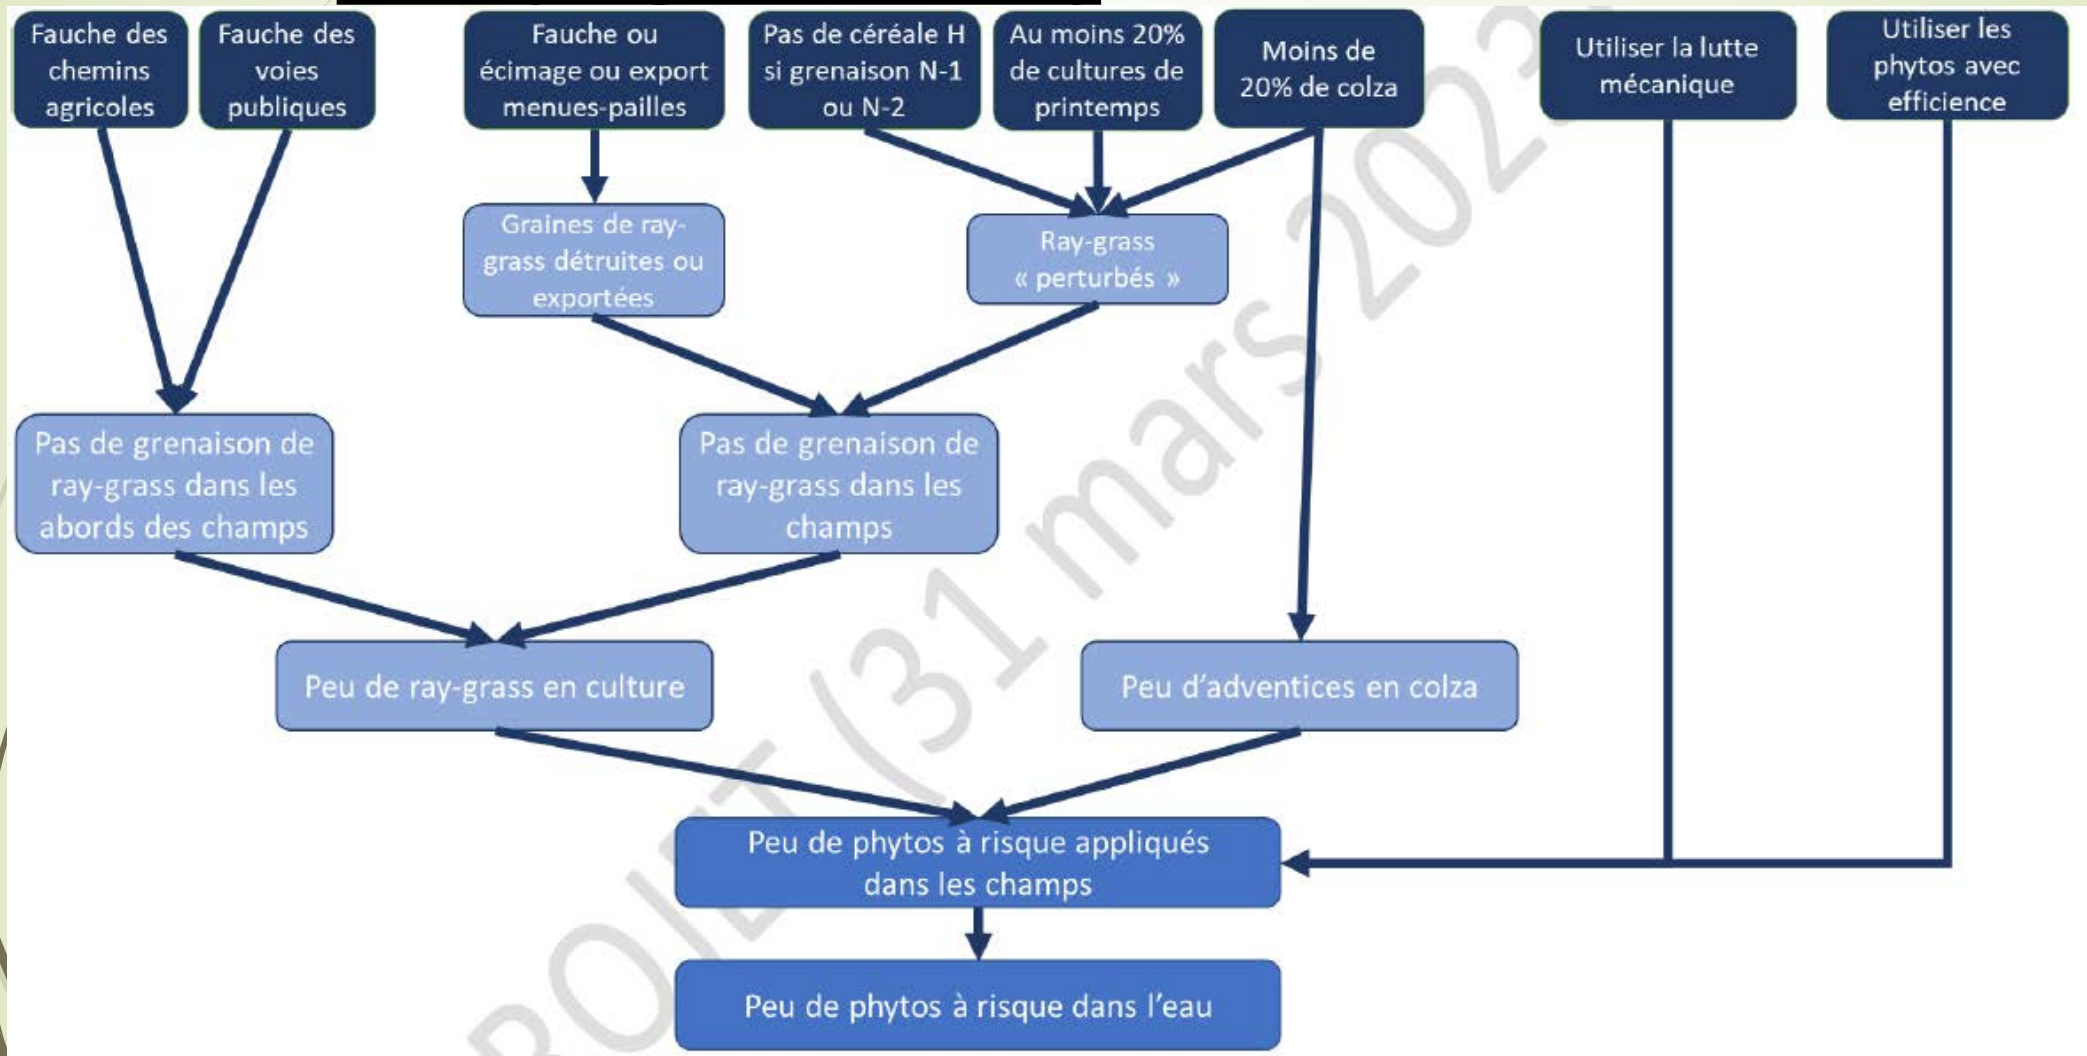 Fauche des
chemins
agricoles
Fauche des
voies
publiques
Fauche ou
écimage ou export
menues-pailles
Pas de céréale H
si grenaison N-1
ou N-2
Au moins 20%
de cultures de
printemps
Moins de
20% de colza
Utiliser la lutte
mécanique
Utiliser les
phytos avec
efficience
Graines de ray-
grass détruites ou
exportées
Ray-grass
« perturbés »
Pas de grenaison de
ray-grass dans les
abords des champs
Pas de grenaison de
ray-grass dans les
champs
Peu de ray-grass en culture
Peu d'adventices en colza
Peu de phytos à risque appliqués
dans les champs
Peu de phytos à risque dans l'eau
(31 mars 2023